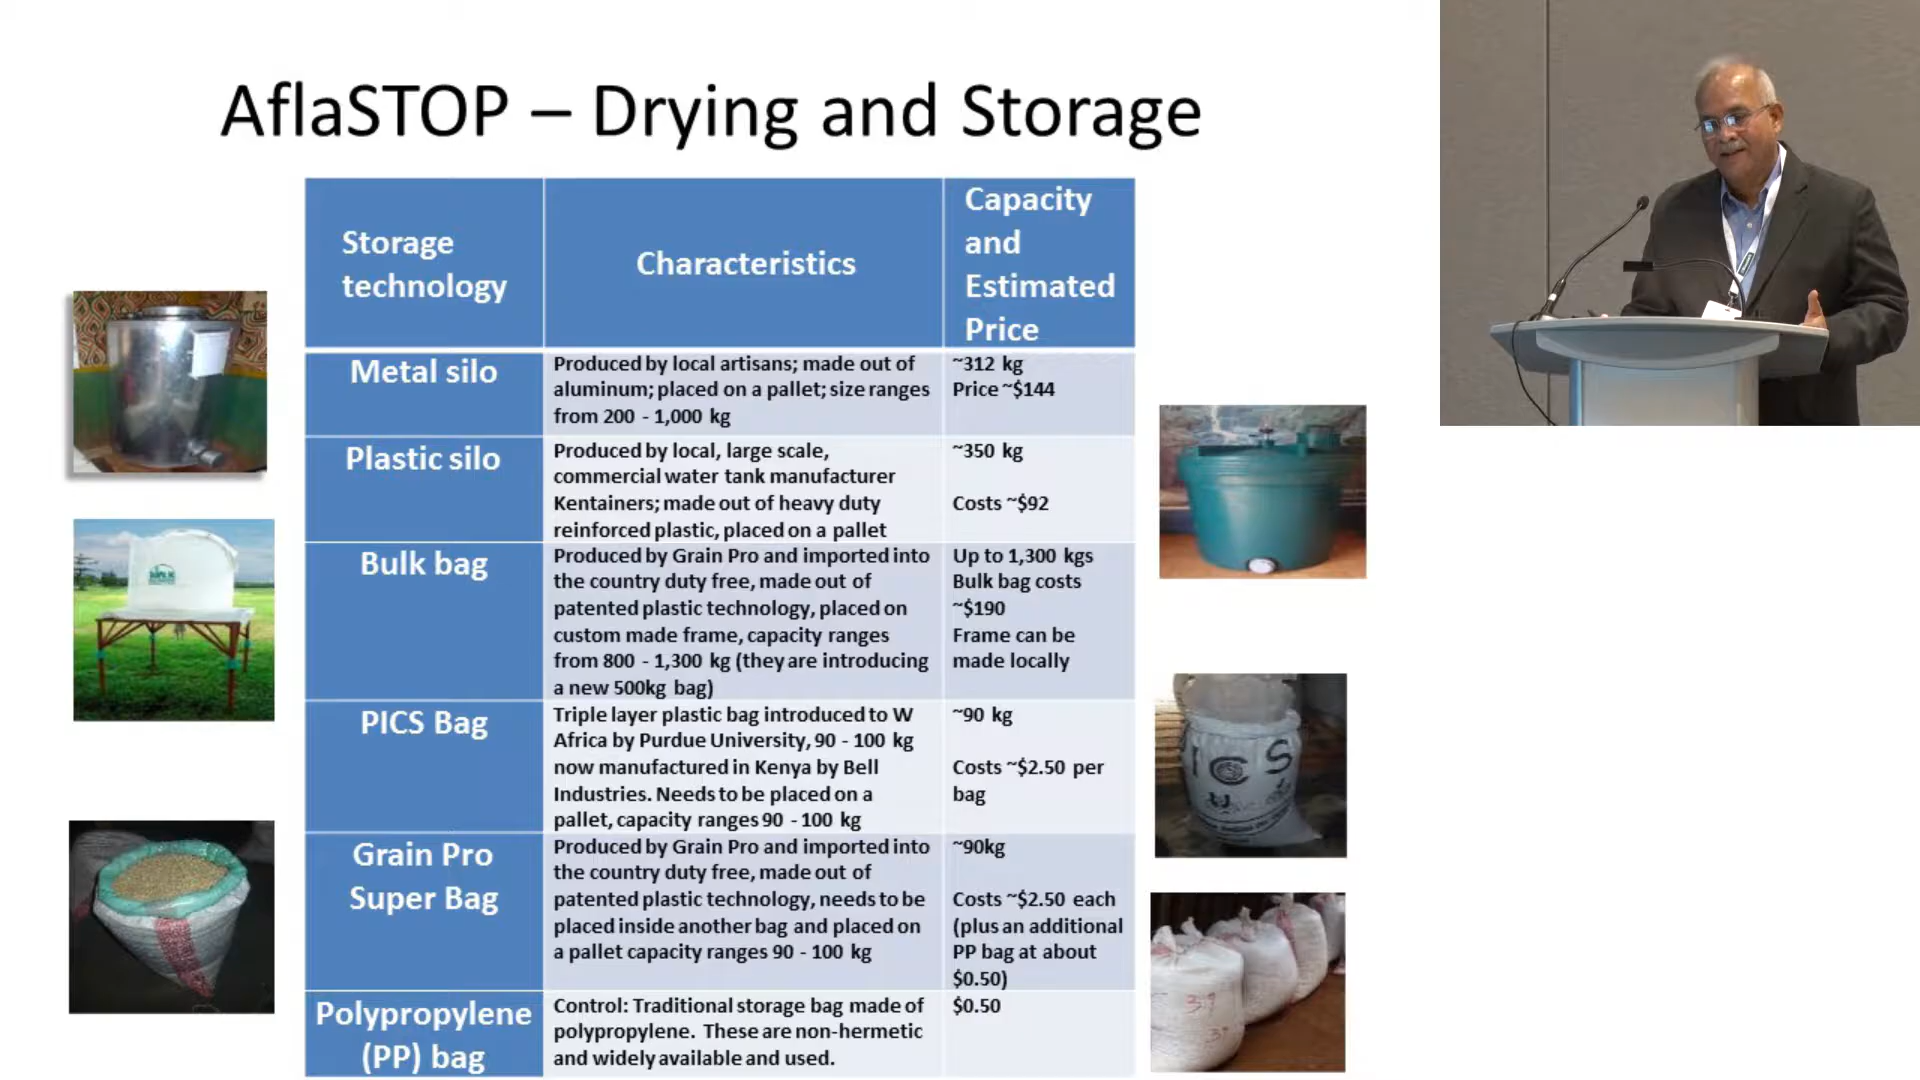 AflaSTOP – Drying and Storage
Storage
technology
Characteristics
Capacity
and
Estimated
Price
Metal silo
Produced by local artisans; made out of
aluminum; placed on a pallet; size ranges
from 200 - 1,000 kg
~312 kg
Price ~$144
Plastic silo
Produced by local, large scale,
commercial water tank manufacturer
Kentainers; made out of heavy duty
reinforced plastic, placed on a pallet
~350 kg
Costs ~$92
Bulk bag
Produced by Grain Pro and imported into
the country duty free, made out of
patented plastic technology, placed on
custom made frame, capacity ranges
from 800 - 1,300 kg (they are introducing
a new 500kg bag)
Up to 1,300 kgs
Bulk bag costs
~$190
Frame can be
made locally
PICS Bag
Triple layer plastic bag introduced to W
Africa by Purdue University, 90 - 100 kg
now manufactured in Kenya by Bell
Industries. Needs to be placed on a
pallet, capacity ranges 90 - 100 kg
~90 kg
Costs ~$2.50 per
bag
Grain Pro
Super Bag
Produced by Grain Pro and imported into
the country duty free, made out of
patented plastic technology, needs to be
placed inside another bag and placed on
a pallet capacity ranges 90 - 100 kg
~90kg
Costs ~$2.50 each
(plus an additional
PP bag at about
$0.50)
Polypropylene
(PP) bag
Control: Traditional storage bag made of
polypropylene. These are non-hermetic
and widely available and used.
$0.50
ICS